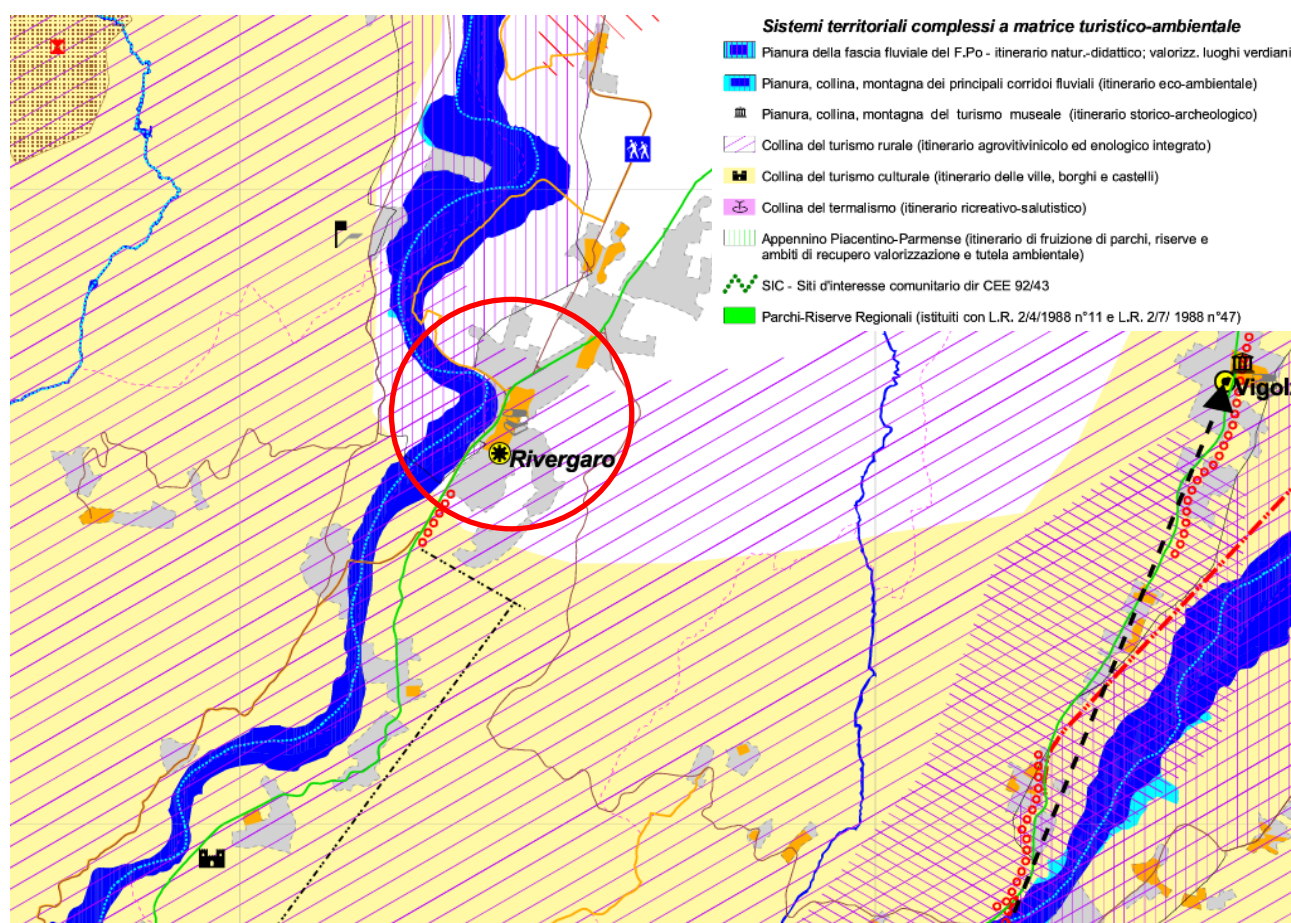 Sistemi territoriali complessi a matrice turistico-ambientale
Pianura della fascia fluviale del F.Po - itinerario natur.-didattico; valorizz. luoghi verdiani
Pianura, collina, montagna dei principali corridoi fluviali (itinerario eco-ambientale)
Pianura, collina, montagna del turismo museale (itinerario storico-archeologico)
Collina del turismo rurale (itinerario agrovitivinicolo ed enologico integrato)
Collina del turismo culturale (itinerario delle ville, borghi e castelli)
Collina del termalismo (itinerario ricreativo-salutistico)
Appennino Piacentino-Parmense (itinerario di fruizione di parchi, riserve e
ambiti di recupero valorizzazione e tutela ambientale)
SIC - Siti d'interesse comunitario dir CEE 92/43
Parchi-Riserve Regionali (istituiti con L.R. 2/4/1988 n°11 e L.R. 2/7/ 1988 n°47)
Vigolz
Rivergaro